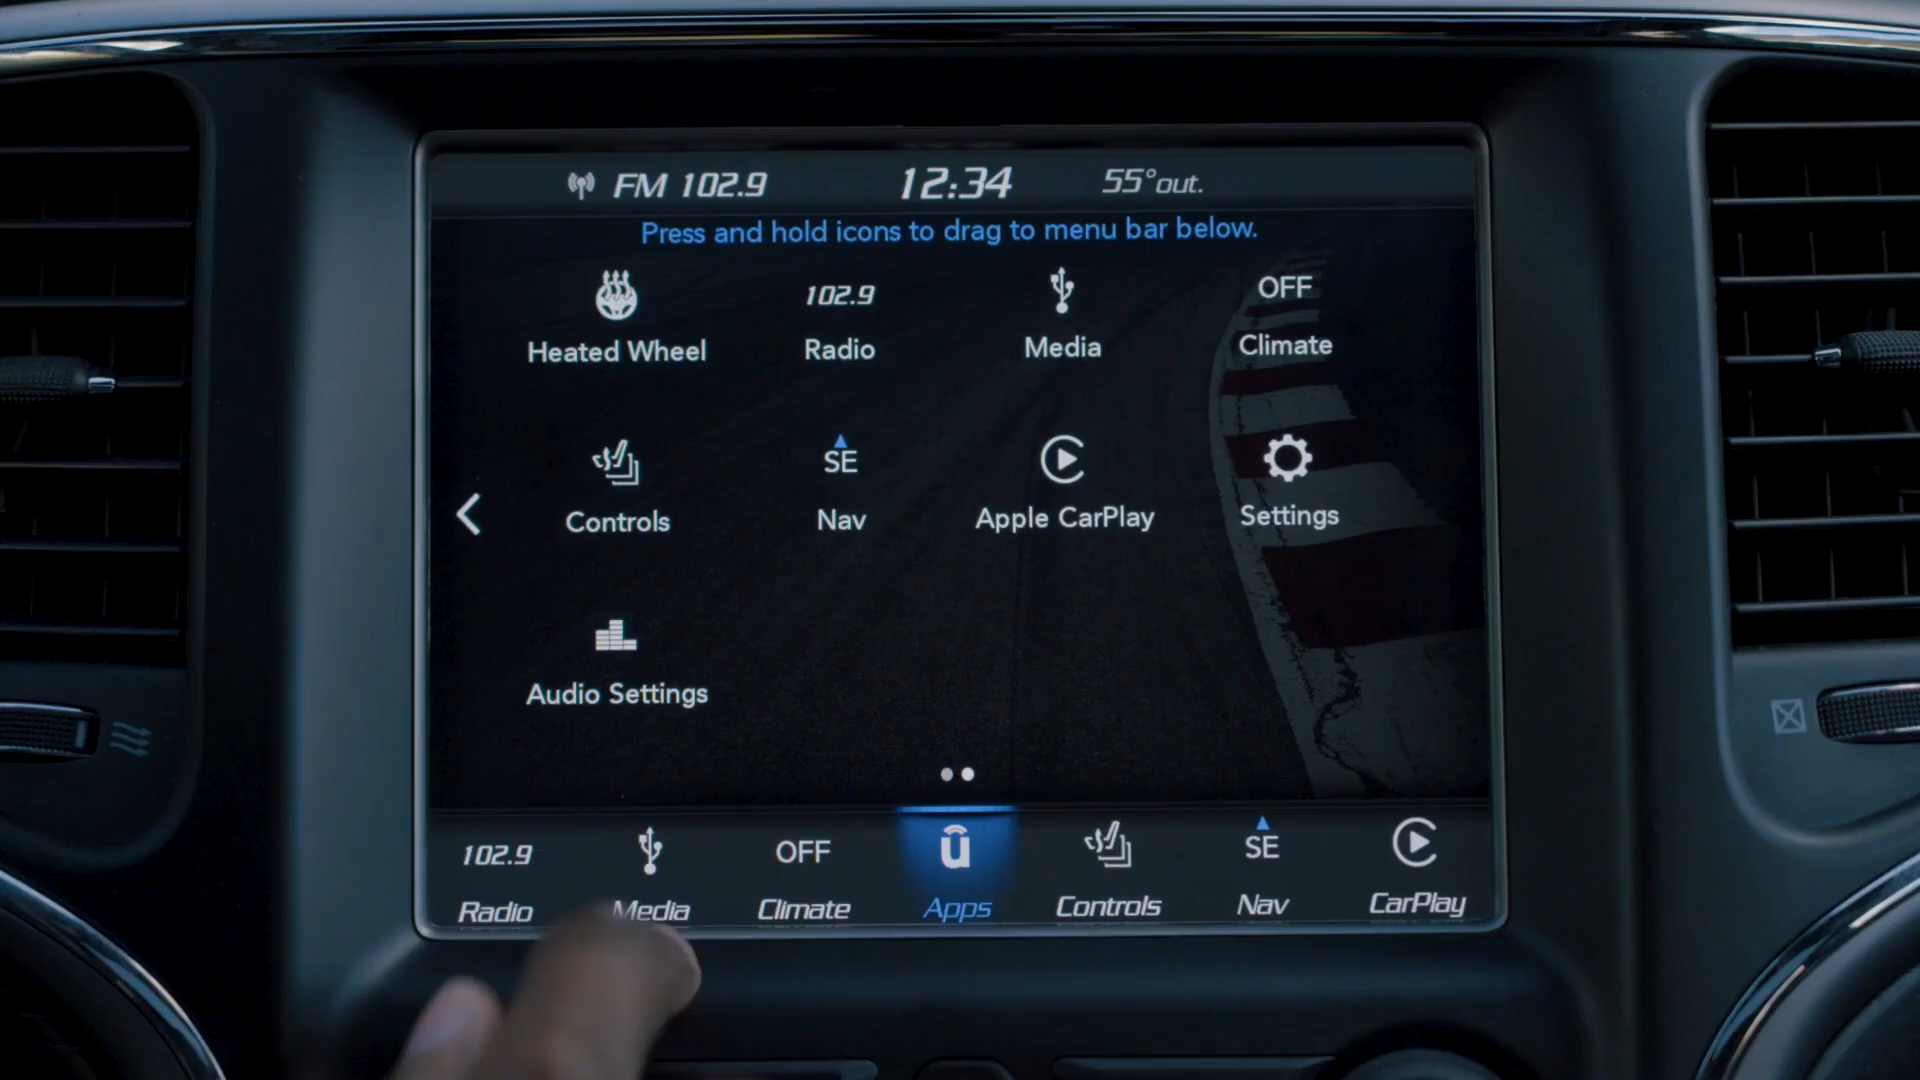 FM 102.9 12:34 55°out.
Press and hold icons to drag to menu bar below.
102.9 OFF
Heated Wheel Radio Media Climate
SE
Controls Nav Apple CarPlay Settings
Audio Settings
102.9 OFF ū SE
Radio Media Climate Apps Controls Nav CarPlay